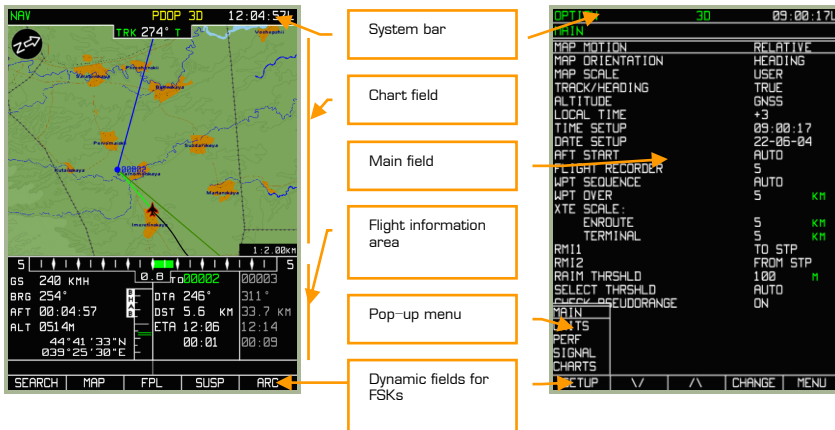 NAV PDOP 3D 12:04:57L
TRK 274° T
1:2.00KM
5 5
0.8
GS 240 KMH TO00002 00003
BRG 254° DTA 246° 311°
AFT 00:04:57 DST 5.6 KM 33.7 KM
ALT 0514M ETA 12:06 12:14
44°41'33"N 00:01 00:09
039°25'30"E
SEARCH MAP FPL SUSP ARC
System bar
Chart field
Main field
Flight information
area
Pop-up menu
Dynamic fields for
FSKs
3D 09:00:17L
MAIN
MAP MOTION RELATIVE
MAP ORIENTATION HEADING
MAP SCALE USER
TRACK/HEADING TRUE
ALTITUDE GNSS
LOCAL TIME +3
TIME SETUP 09:00:17
DATE SETUP 22-06-04
AFT START AUTO
FLIGHT RECORDER 5
WPT SEQUENCE AUTO
WPT OVER 5 KM
XTE SCALE:
ENROUTE 5 KM
TERMINAL 5 KM
RMI1 TO STP
RMI2 FROM STP
RAIM THRSHLD 100 M
SELECT THRSHLD AUTO
CHECK PSEUDORANGE ON
MAIN
PERF
SIGNAL
CHARTS
SETUP \/ /\ CHANGE MENU